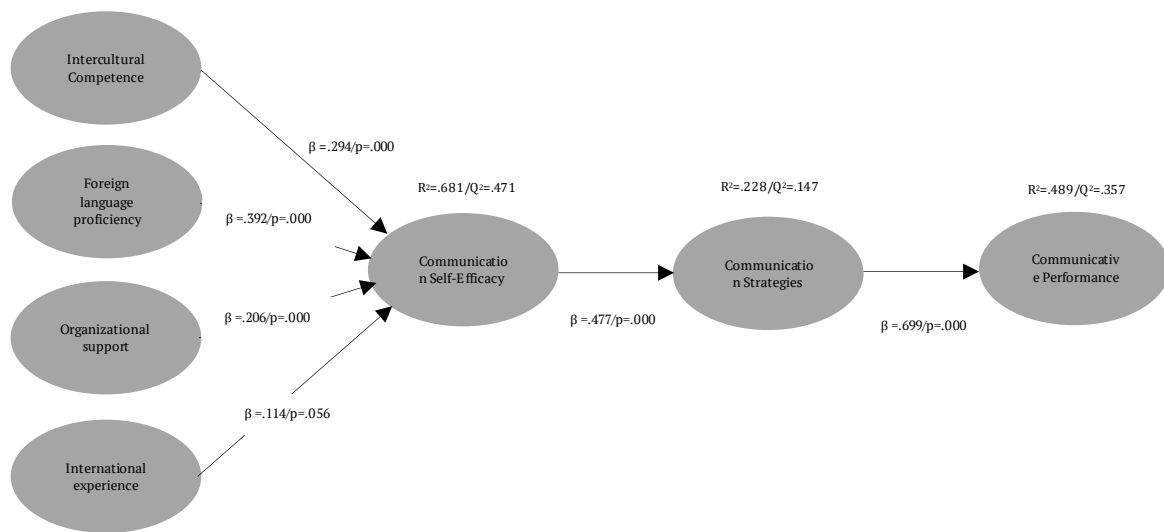 Intercultural
Competence
β =.294/p=.000
Foreign
language
proficiency
β =.392/p=.000
R²=.681/Q²=.471
R²=.228/Q²=.147
R²=.489/Q²=.357
Communicatio
n Self-Efficacy
Communicatio
n Strategies
Communicativ
e Performance
Organizational
support
β =.206/p=.000
β =.477/p=.000
β =.699/p=.000
β =.114/p=.056
International
experience